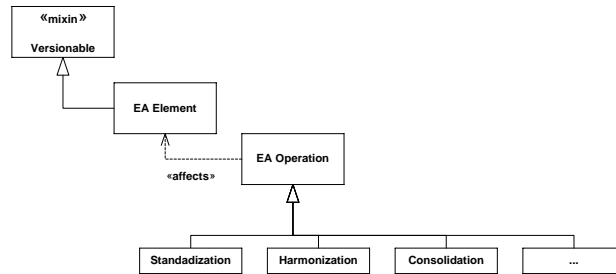 «mixin»
Versionable
EA Element
EA Operation
«affects»
Standadization
Harmonization
Consolidation
...